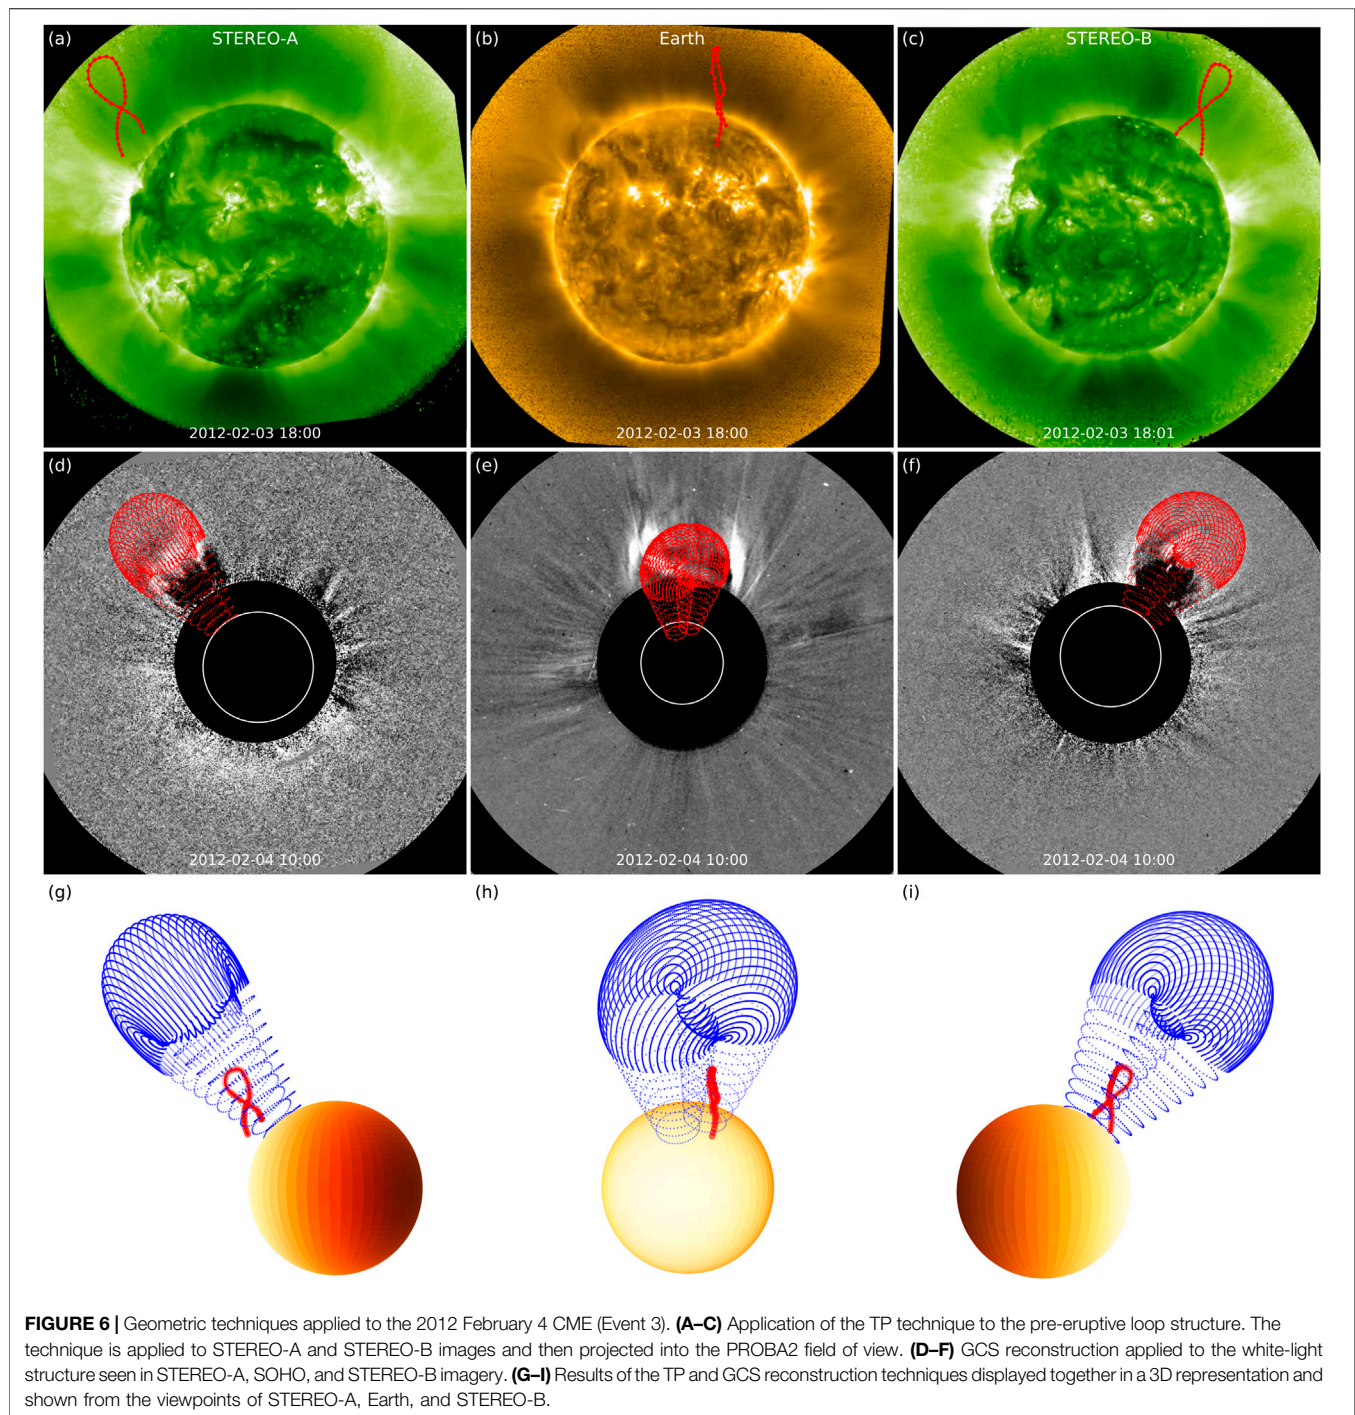 (a) STEREO-A
(b) Earth
(c) STEREO-B
2012-02-03 18:00
2012-02-03 18:00
2012-02-03 18:01
(d)
(e)
(f)
2012-02-04 10:00
2012-02-04 10:00
2012-02-04 10:00
(g)
(h)
(i)
FIGURE 6 | Geometric techniques applied to the 2012 February 4 CME (Event 3). (A–C) Application of the TP technique to the pre-eruptive loop structure. The
technique is applied to STEREO-A and STEREO-B images and then projected into the PROBA2 field of view. (D–F) GCS reconstruction applied to the white-light
structure seen in STEREO-A, SOHO, and STEREO-B imagery. (G–I) Results of the TP and GCS reconstruction techniques displayed together in a 3D representation and
shown from the viewpoints of STEREO-A, Earth, and STEREO-B.